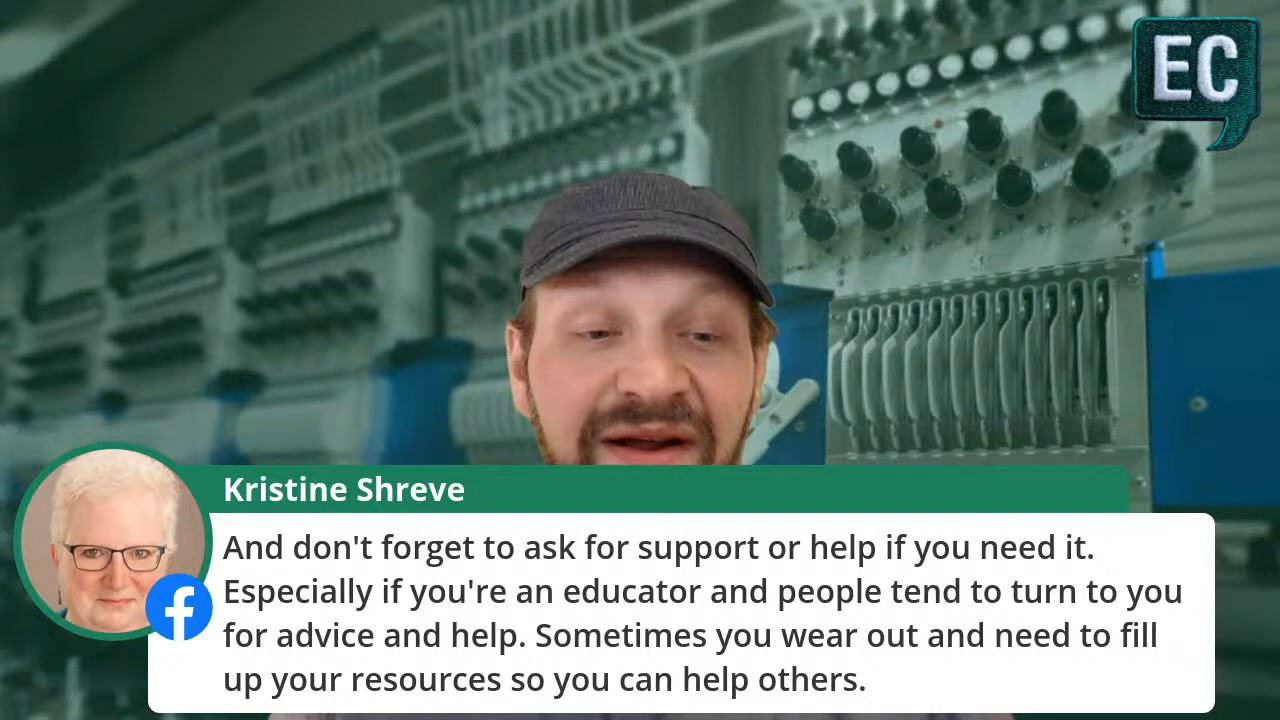 EC
Kristine Shreve
And don't forget to ask for support or help if you need it.
Especially if you're an educator and people tend to turn to you
for advice and help. Sometimes you wear out and need to fill
up your resources so you can help others.